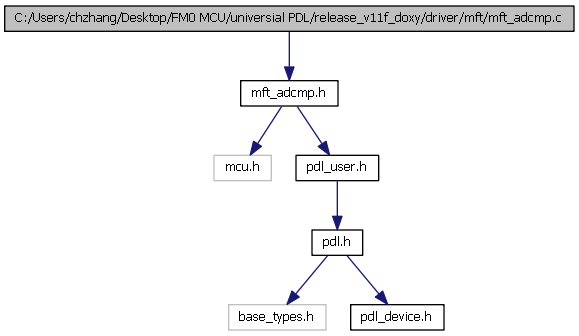 C:/Users/chzhang/Desktop/FM0 MCU/universial PDL/release_v11f_doxy/driver/mft/mft_adcmp.c
mft_adcmp.h
mcu.h
pdl_user.h
pdl.h
base_types.h
pdl_device.h